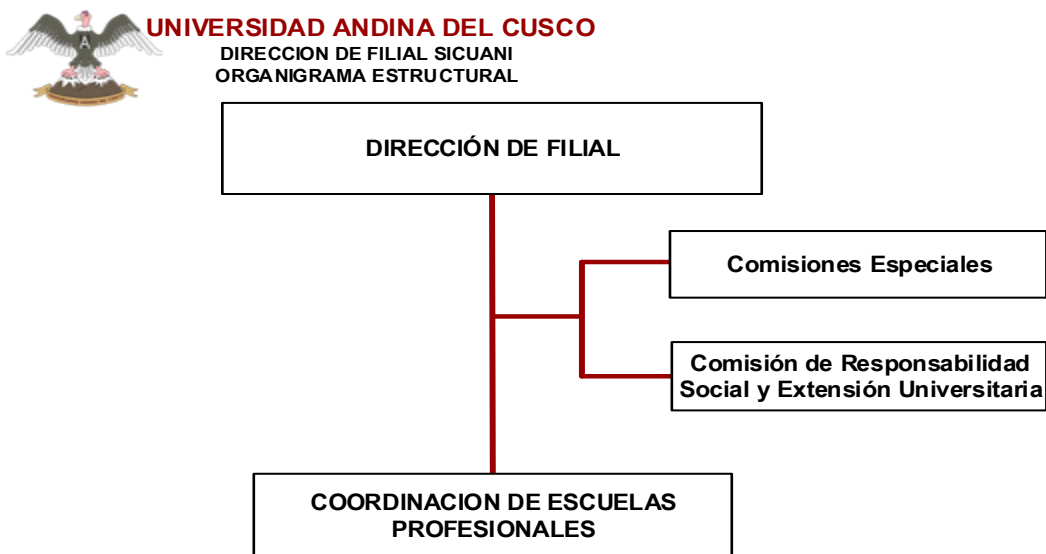 UNIVERSIDAD ANDINA DEL CUSCO
DIRECCION DE FILIAL SICUANI
ORGANIGRAMA ESTRUCTURAL
DIRECCIÓN DE FILIAL
Comisiones Especiales
Comisión de Responsabilidad
Social y Extensión Universitaria
COORDINACION DE ESCUELAS
PROFESIONALES